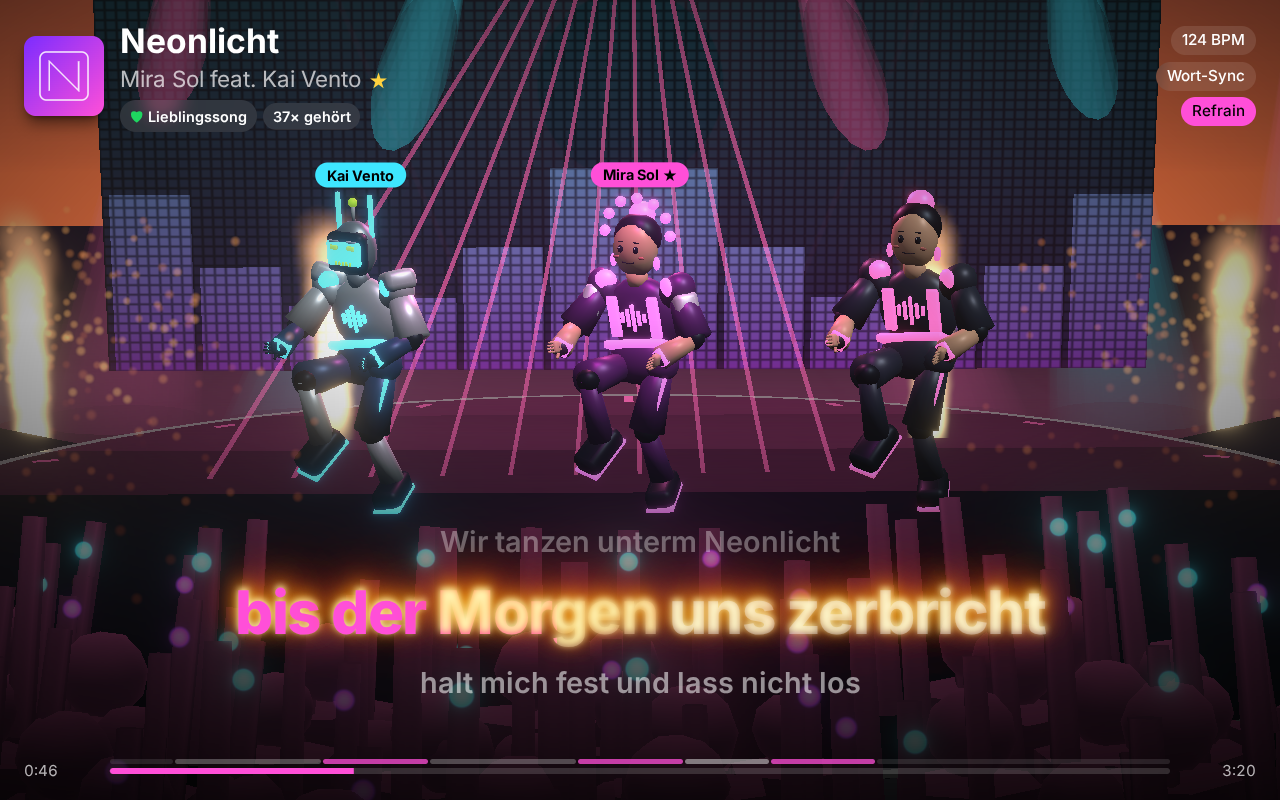 N
Neonlicht
Mira Sol feat. Kai Vento ★
Lieblingssong
37× gehört
124 BPM
Wort-Sync
Refrain
Kai Vento
Mira Sol ★
Wir tanzen unterm Neonlicht
bis der Morgen uns zerbricht
halt mich fest und lass nicht los
0:46
3:20